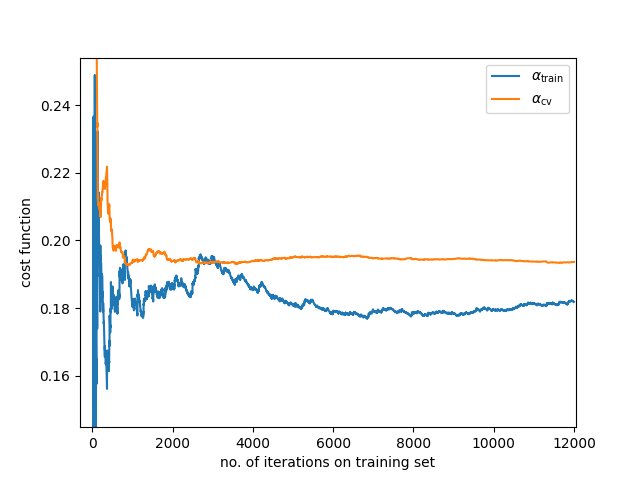 α_train
α_cv
0.24
0.22
0.20
0.18
0.16
cost function
0 2000 4000 6000 8000 10000 12000
no. of iterations on training set